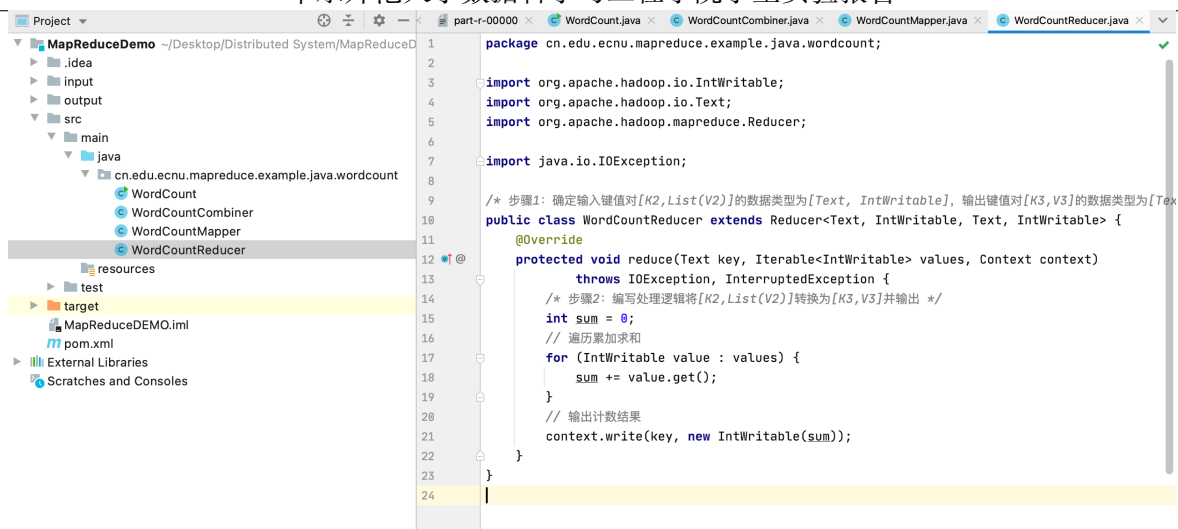 Project
part-r-00000 WordCount.java WordCountCombiner.java WordCountMapper.java WordCountReducer.java
MapReduceDemo ~/Desktop/Distributed System/MapReduceD
.idea
input
output
src
main
java
cn.edu.ecnu.mapreduce.example.java.wordcount
WordCount
WordCountCombiner
WordCountMapper
WordCountReducer
resources
test
target
MapReduceDEMO.iml
pom.xml
External Libraries
Scratches and Consoles
1 package cn.edu.ecnu.mapreduce.example.java.wordcount;
2
3 import org.apache.hadoop.io.IntWritable;
4 import org.apache.hadoop.io.Text;
5 import org.apache.hadoop.mapreduce.Reducer;
6
7 import java.io.IOException;
8
9 /* 步骤1：确定输入键值对[K2,List(V2)]的数据类型为[Text, IntWritable]，输出键值对[K3,V3]的数据类型为[Tex
10 public class WordCountReducer extends Reducer<Text, IntWritable, Text, IntWritable> {
11 @Override
12 @ protected void reduce(Text key, Iterable<IntWritable> values, Context context)
13 throws IOException, InterruptedException {
14 /* 步骤2：编写处理逻辑将[K2,List(V2)]转换为[K3,V3]并输出 */
15 int sum = 0;
16 // 遍历累加求和
17 for (IntWritable value : values) {
18 sum += value.get();
19 }
20 // 输出计数结果
21 context.write(key, new IntWritable(sum));
22 }
23 }
24